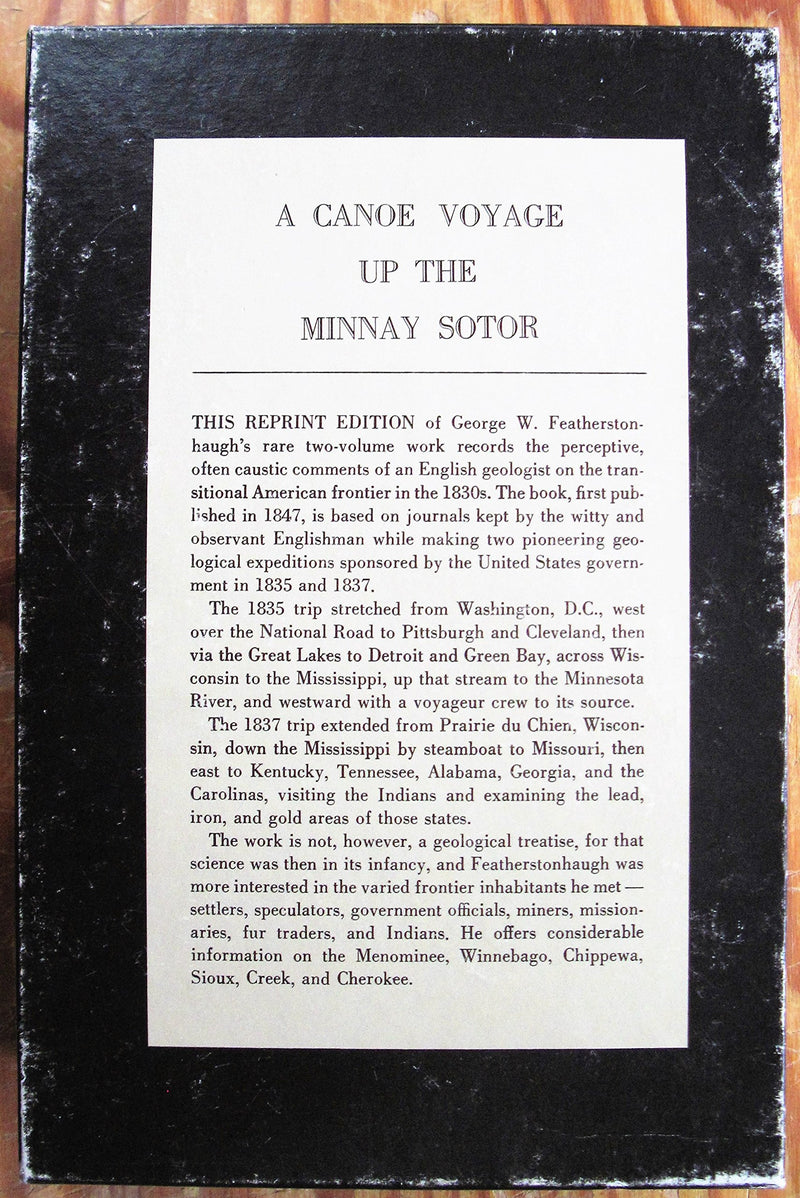 A CANOE VOYAGE
UP THE
MINNAY SOTOR
THIS REPRINT EDITION of George W. Featherston-
haugh's rare two-volume work records the perceptive,
often caustic comments of an English geologist on the tran-
sitional American frontier in the 1830s. The book, first pub-
lished in 1847, is based on journals kept by the witty and
observant Englishman while making two pioneering geo-
logical expeditions sponsored by the United States govern-
ment in 1835 and 1837.
The 1835 trip stretched from Washington, D.C., west
over the National Road to Pittsburgh and Cleveland, then
via the Great Lakes to Detroit and Green Bay, across Wis-
consin to the Mississippi, up that stream to the Minnesota
River, and westward with a voyageur crew to its source.
The 1837 trip extended from Prairie du Chien, Wiscon-
sin, down the Mississippi by steamboat to Missouri, then
east to Kentucky, Tennessee, Alabama, Georgia, and the
Carolinas, visiting the Indians and examining the lead,
iron, and gold areas of those states.
The work is not, however, a geological treatise, for that
science was then in its infancy, and Featherstonhaugh was
more interested in the varied frontier inhabitants he met —
settlers, speculators, government officials, miners, mission-
aries, fur traders, and Indians. He offers considerable
information on the Menominee, Winnebago, Chippewa,
Sioux, Creek, and Cherokee.